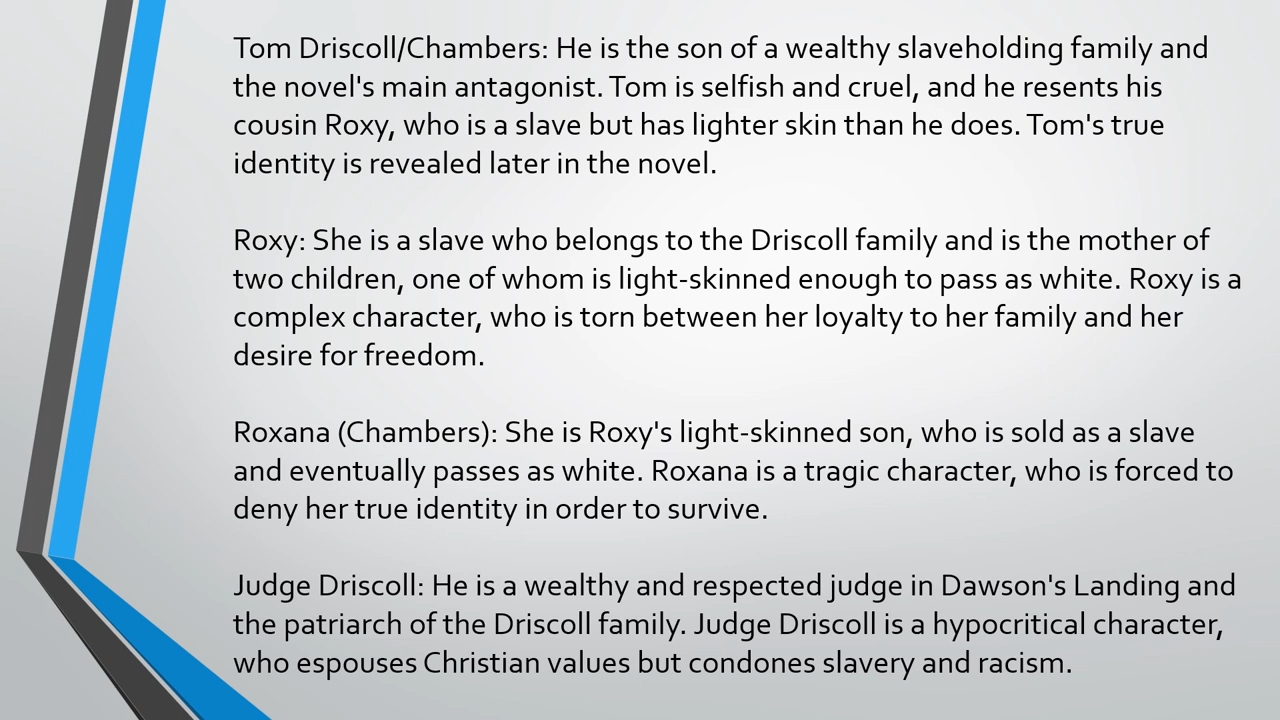 Tom Driscoll/Chambers: He is the son of a wealthy slaveholding family and
the novel's main antagonist. Tom is selfish and cruel, and he resents his
cousin Roxy, who is a slave but has lighter skin than he does. Tom's true
identity is revealed later in the novel.
Roxy: She is a slave who belongs to the Driscoll family and is the mother of
two children, one of whom is light-skinned enough to pass as white. Roxy is a
complex character, who is torn between her loyalty to her family and her
desire for freedom.
Roxana (Chambers): She is Roxy's light-skinned son, who is sold as a slave
and eventually passes as white. Roxana is a tragic character, who is forced to
deny her true identity in order to survive.
Judge Driscoll: He is a wealthy and respected judge in Dawson's Landing and
the patriarch of the Driscoll family. Judge Driscoll is a hypocritical character,
who espouses Christian values but condones slavery and racism.